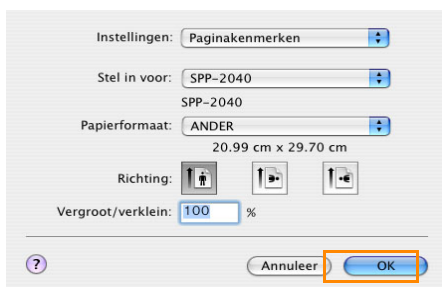 Instellingen: Paginakenmerken
Stel in voor: SPP-2040
SPP-2040
Papierformaat: ANDER
20.99 cm x 29.70 cm
Richting:
Vergroot/verklein: 100 %
? Annuleer OK